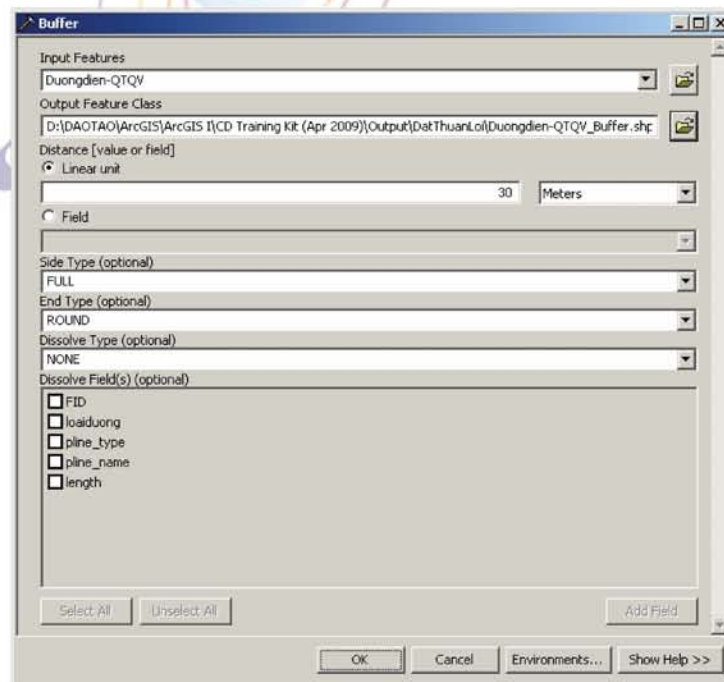 Buffer
Input Features
Duongdien-QTQV
Output Feature Class
D:\DAOTAO\ArcGIS\ArcGIS I\CD Training Kit (Apr 2009)\Output\DatThuanLoi\Duongdien-QTQV_Buffer.shp
Distance [value or field]
Linear unit
30 Meters
Field
Side Type (optional)
FULL
End Type (optional)
ROUND
Dissolve Type (optional)
NONE
Dissolve Field(s) (optional)
FID
loaiduong
pline_type
pline_name
length
Select All Unselect All Add Field
OK Cancel Environments... Show Help >>